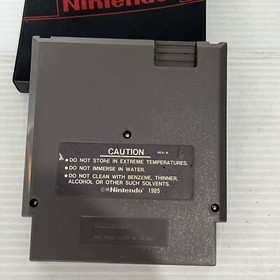 Nintendo
CAUTION
REV-A
• DO NOT STORE IN EXTREME TEMPERATURES.
• DO NOT IMMERSE IN WATER.
• DO NOT CLEAN WITH BENZENE, THINNER,
ALCOHOL OR OTHER SUCH SOLVENTS.
©Nintendo 1985